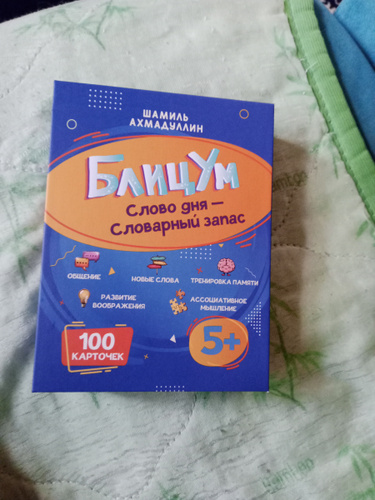 ШАМИЛЬ
АХМАДУЛЛИН
БЛИЦУМ
Слово дня –
Словарный запас
ОБЩЕНИЕ
НОВЫЕ СЛОВА
ТРЕНИРОВКА ПАМЯТИ
РАЗВИТИЕ
ВООБРАЖЕНИЯ
АССОЦИАТИВНОЕ
МЫШЛЕНИЕ
100
КАРТОЧЕК
5+